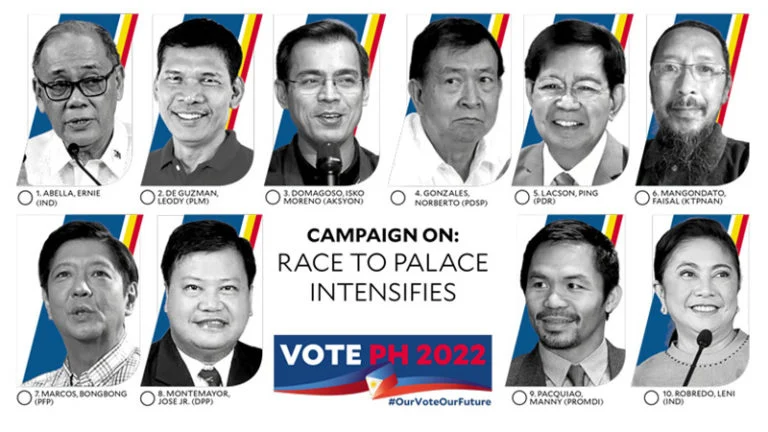 1. ABELLA, ERNIE
(IND)
2. DE GUZMAN,
LEODY (PLM)
3. DOMAGOSO, ISKO
MORENO (AKSYON)
4. GONZALES,
NORBERTO (PDSP)
5. LACSON, PING
(PDR)
6. MANGONDATO,
FAISAL (KTPNAN)
CAMPAIGN ON:
RACE TO PALACE
INTENSIFIES
7. MARCOS, BONGBONG
(PFP)
8. MONTEMAYOR,
JOSE JR. (DPP)
VOTE PH 2022
#OurVoteOurFuture
9. PACQUIAO,
MANNY (PROMDI)
10. ROBREDO, LENI
(IND)